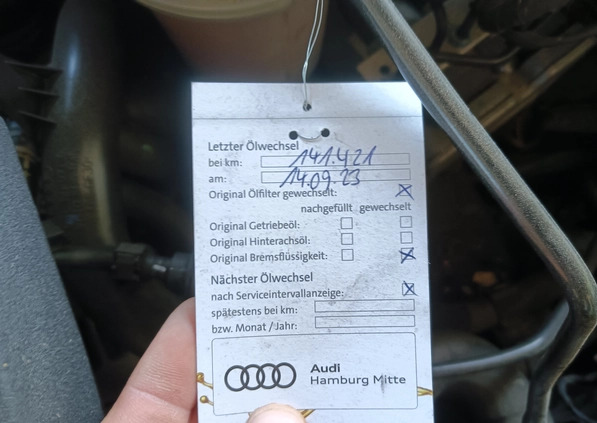 Letzter Ölwechsel
bei km: 141.421
am: 14.09.23
Original Ölfilter gewechselt:
nachgefüllt gewechselt
Original Getriebeöl:
Original Hinterachsöl:
Original Bremsflüssigkeit:
Nächster Ölwechsel
nach Serviceintervallanzeige:
spätestens bei km:
bzw. Monat/Jahr:
Audi
Hamburg Mitte